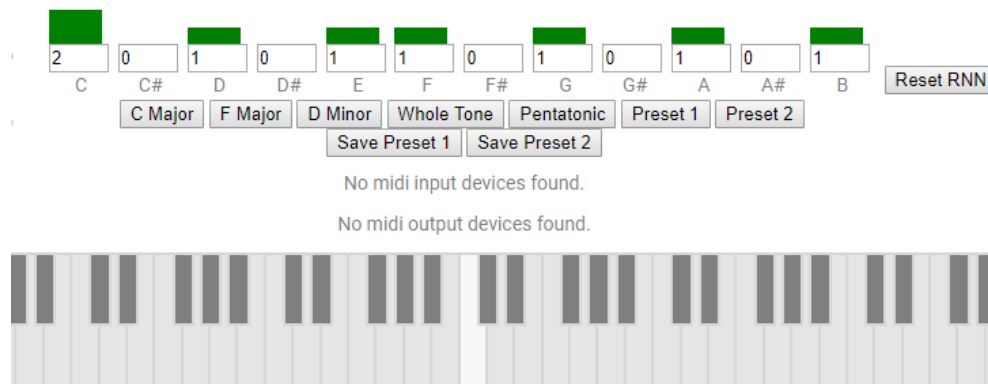 2 0 1 0 1 1 0 1 0 1 0 1
C C# D D# E F F# G G# A A# B Reset RNN
C Major F Major D Minor Whole Tone Pentatonic Preset 1 Preset 2
Save Preset 1 Save Preset 2
No midi input devices found.
No midi output devices found.